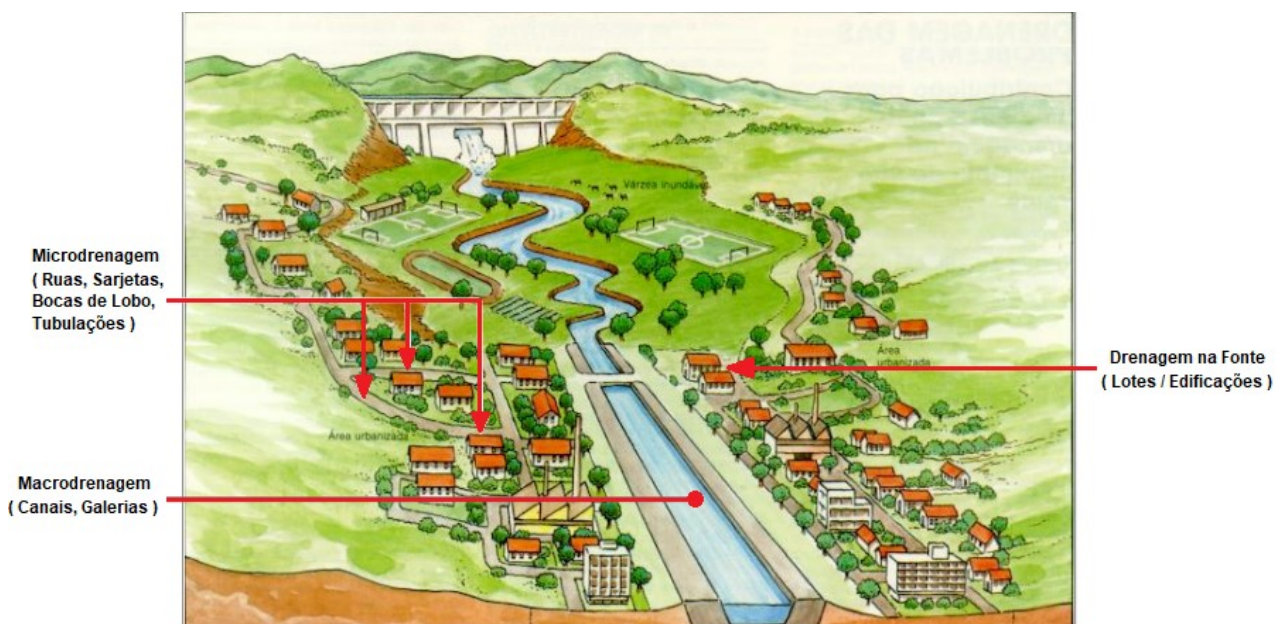 Várzea inundável
Microdrenagem
( Ruas, Sarjetas,
Bocas de Lobo,
Tubulações )
Drenagem na Fonte
( Lotes / Edificações )
Área
urbanizada
Área urbanizada
Macrodrenagem
( Canais, Galerias )